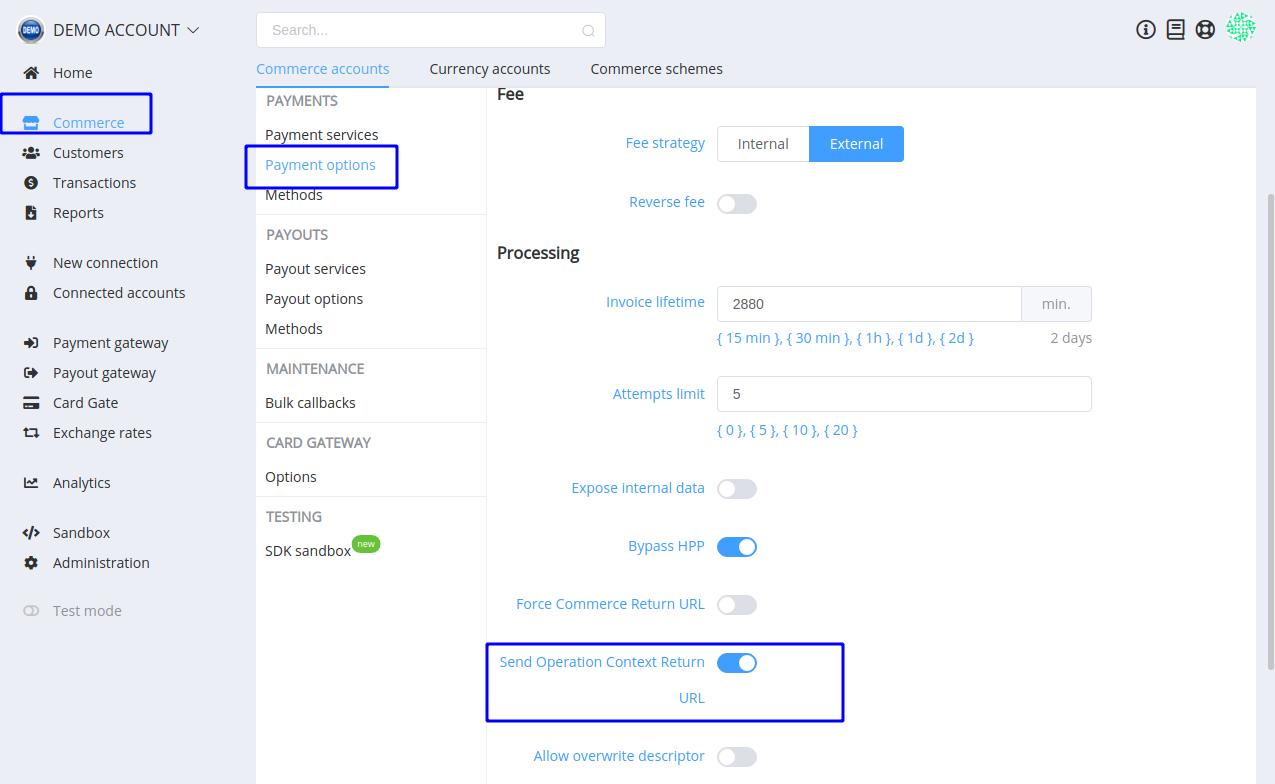 DEMO
DEMO ACCOUNT
Search...
Home
Commerce
Customers
Transactions
Reports
New connection
Connected accounts
Payment gateway
Payout gateway
Card Gate
Exchange rates
Analytics
Sandbox
Administration
Test mode
Commerce accounts
Currency accounts
Commerce schemes
PAYMENTS
Payment services
Payment options
Methods
PAYOUTS
Payout services
Payout options
Methods
MAINTENANCE
Bulk callbacks
CARD GATEWAY
Options
TESTING
SDK sandbox new
Fee
Fee strategy Internal External
Reverse fee
Processing
Invoice lifetime 2880 min.
{ 15 min }, { 30 min }, { 1h }, { 1d }, { 2d } 2 days
Attempts limit 5
{ 0 }, { 5 }, { 10 }, { 20 }
Expose internal data
Bypass HPP
Force Commerce Return URL
Send Operation Context Return
URL
Allow overwrite descriptor